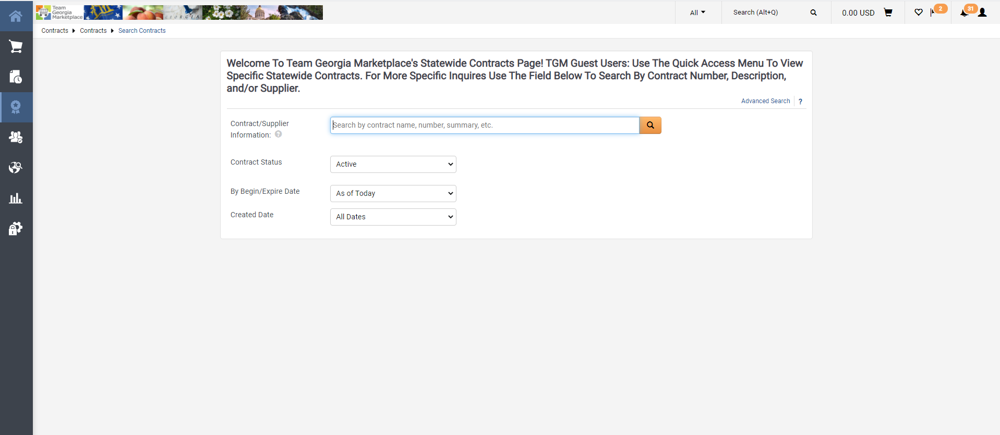 Team
Georgia
Marketplace
GEORGIA
All
Search (Alt+Q)
0.00 USD
2
31
Contracts Contracts Search Contracts
Welcome To Team Georgia Marketplace's Statewide Contracts Page! TGM Guest Users: Use The Quick Access Menu To View
Specific Statewide Contracts. For More Specific Inquires Use The Field Below To Search By Contract Number, Description,
and/or Supplier.
Advanced Search ?
Contract/Supplier
Information: ?
Search by contract name, number, summary, etc.
Contract Status
Active
By Begin/Expire Date
As of Today
Created Date
All Dates